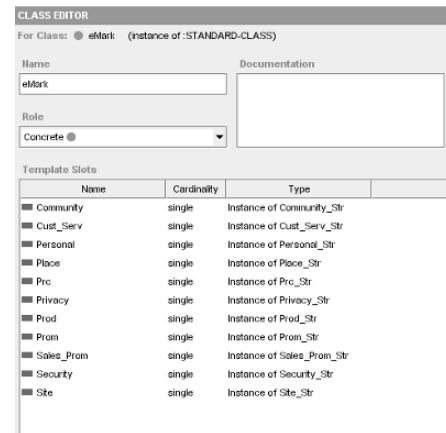 CLASS EDITOR
For Class: eMark (instance of :STANDARD-CLASS)
Name Documentation
eMark
Role
Concrete
Template Slots
Name Cardinality Type
Community single Instance of Community_Str
Cust_Serv single Instance of Cust_Serv_Str
Personal single Instance of Personal_Str
Place single Instance of Place_Str
Prc single Instance of Prc_Str
Privacy single Instance of Privacy_Str
Prod single Instance of Prod_Str
Prom single Instance of Prom_Str
Sales_Prom single Instance of Sales_Prom_Str
Security single Instance of Security_Str
Site single Instance of Site_Str